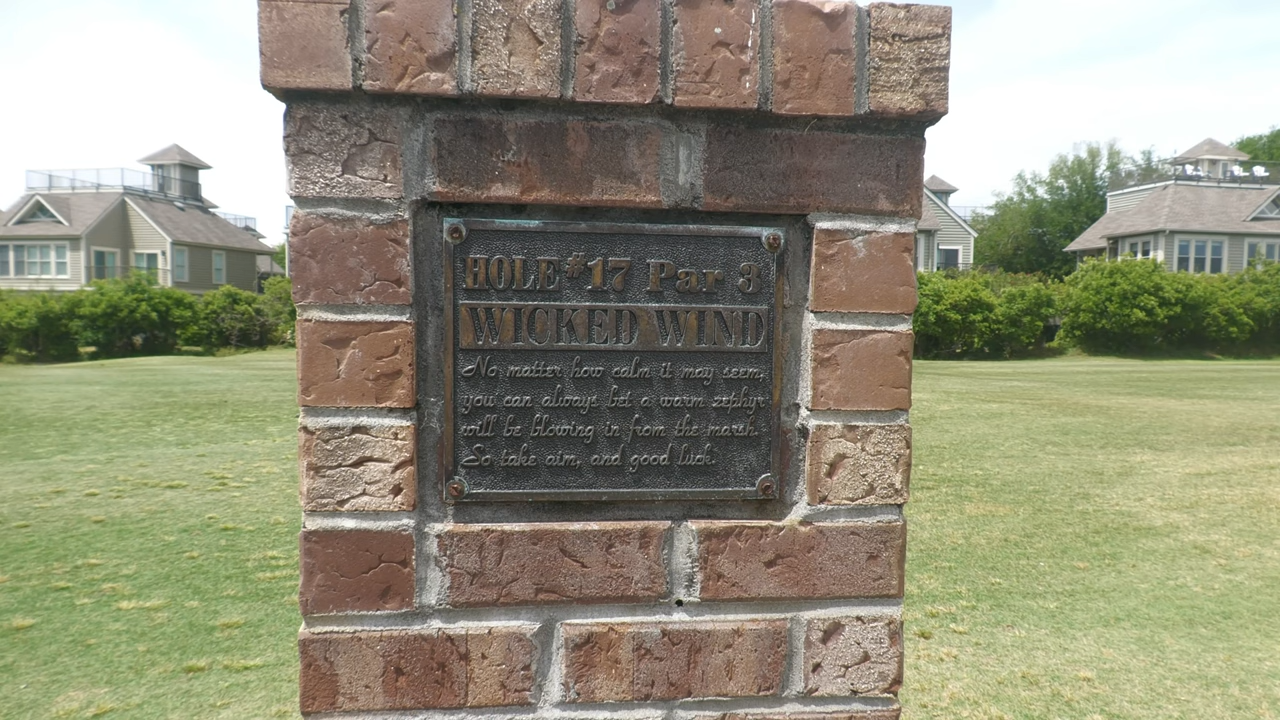 HOLE #17 Par 3
WICKED WIND
No matter how calm it may seem,
you can always bet a warm zephyr
will be blowing in from the marsh.
So take aim, and good luck.